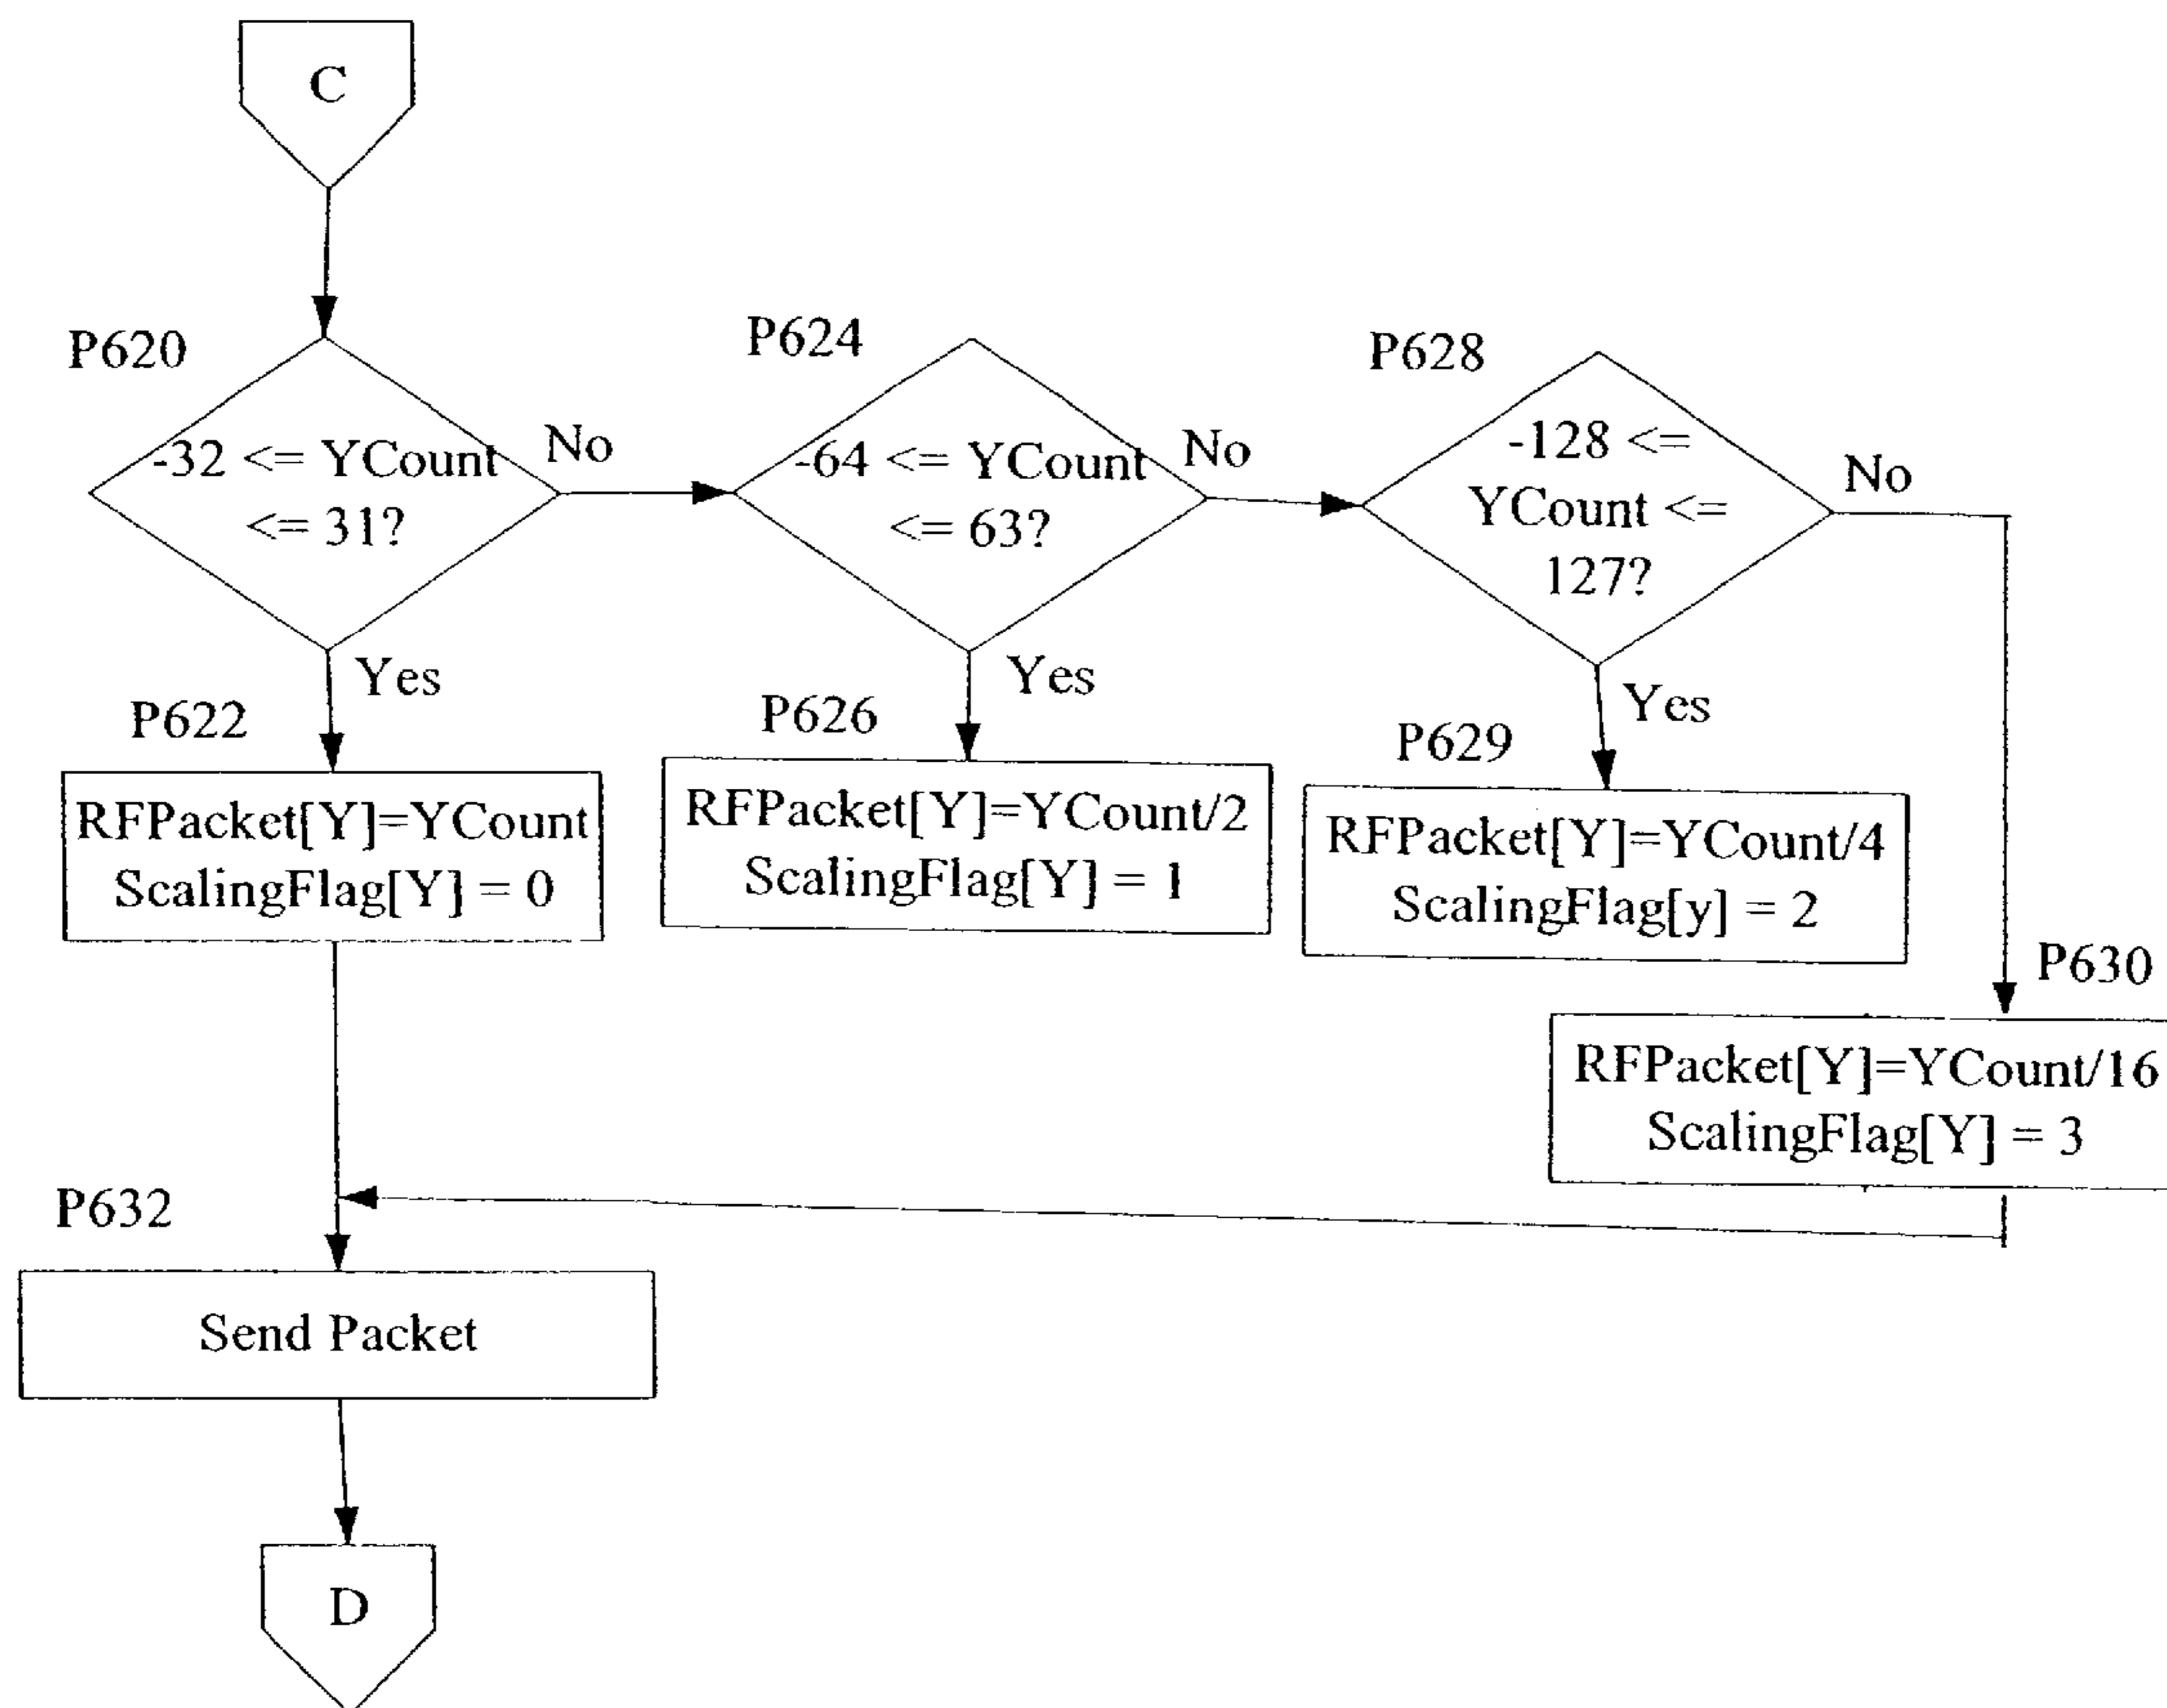 C
P620
-32 <= YCount
<= 31?
No
P624
-64 <= YCount
<= 63?
No
P628
-128 <=
YCount <=
127?
No
Yes
P622
RFPacket[Y]=YCount
ScalingFlag[Y] = 0
Yes
P626
RFPacket[Y]=YCount/2
ScalingFlag[Y] = 1
Yes
P629
RFPacket[Y]=YCount/4
ScalingFlag[y] = 2
P630
RFPacket[Y]=YCount/16
ScalingFlag[Y] = 3
P632
Send Packet
D